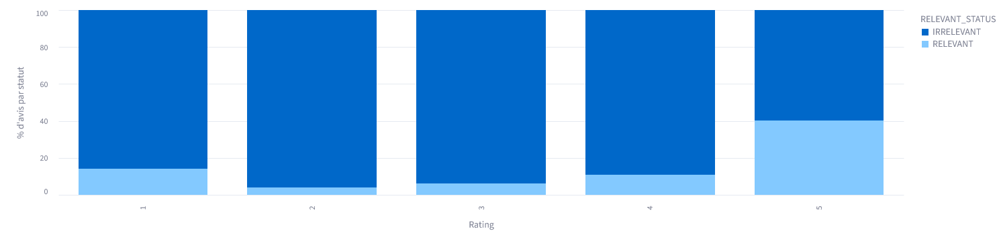 100
80
60
40
20
0
% d'avis par statut
1
2
3
4
5
Rating
RELEVANT_STATUS
IRRELEVANT
RELEVANT